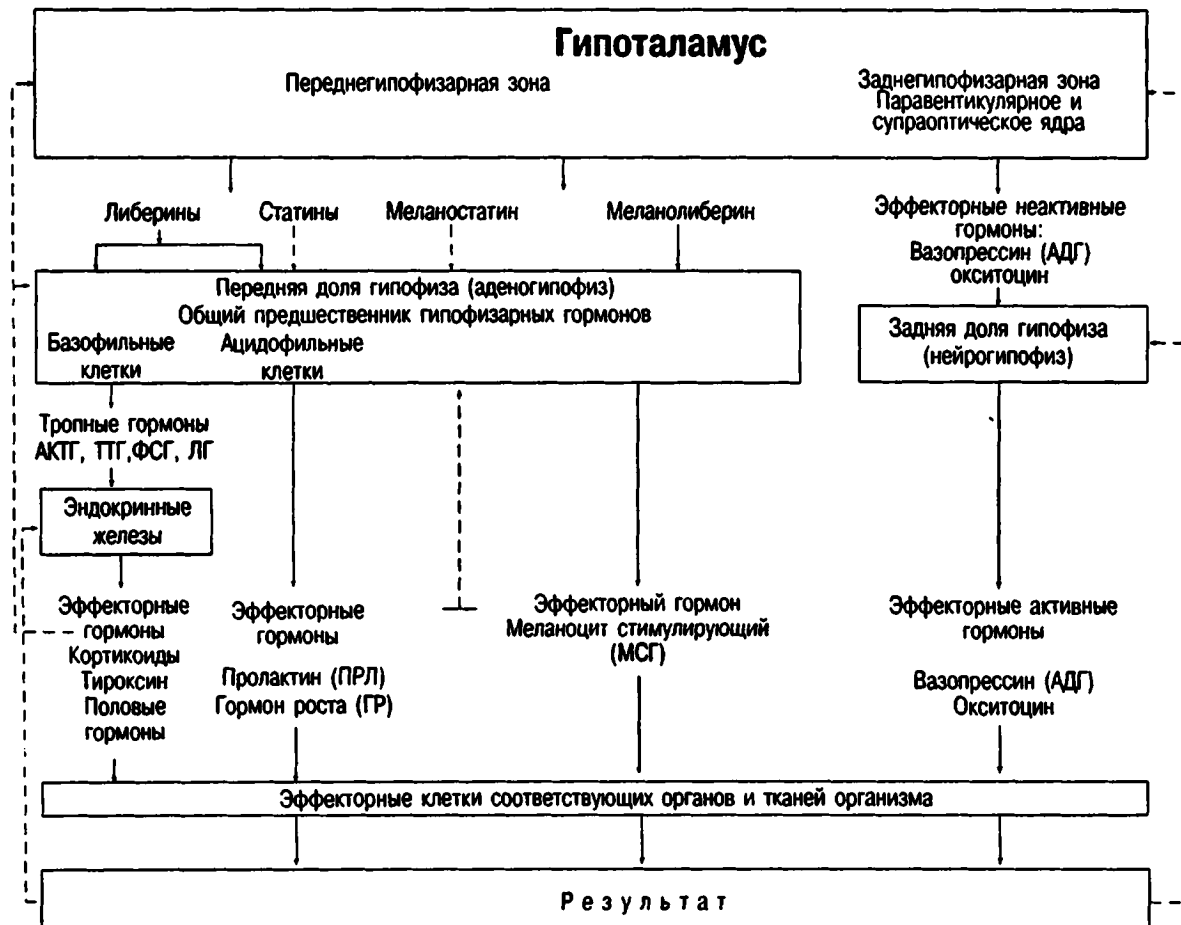 Гипоталамус
Переднегипофизарная зона
Заднегипофизарная зона
Паравентикулярное и
супраоптическое ядра
Либерины
Статины
Меланостатин
Меланолиберин
Эффекторные неактивные
гормоны:
Вазопрессин (АДГ)
окситоцин
Передняя доля гипофиза (аденогипофиз)
Общий предшественник гипофизарных гормонов
Базофильные
клетки
Ацидофильные
клетки
Задняя доля гипофиза
(нейрогипофиз)
Тропные гормоны
АКТГ, ТТГ,ФСГ, ЛГ
Эндокринные
железы
Эффекторные
гормоны
Кортикоиды
Тироксин
Половые
гормоны
Эффекторные
гормоны
Пролактин (ПРЛ)
Гормон роста (ГР)
Эффекторный гормон
Меланоцит стимулирующий
(МСГ)
Эффекторные активные
гормоны
Вазопрессин (АДГ)
Окситоцин
Эффекторные клетки соответствующих органов и тканей организма
Результат